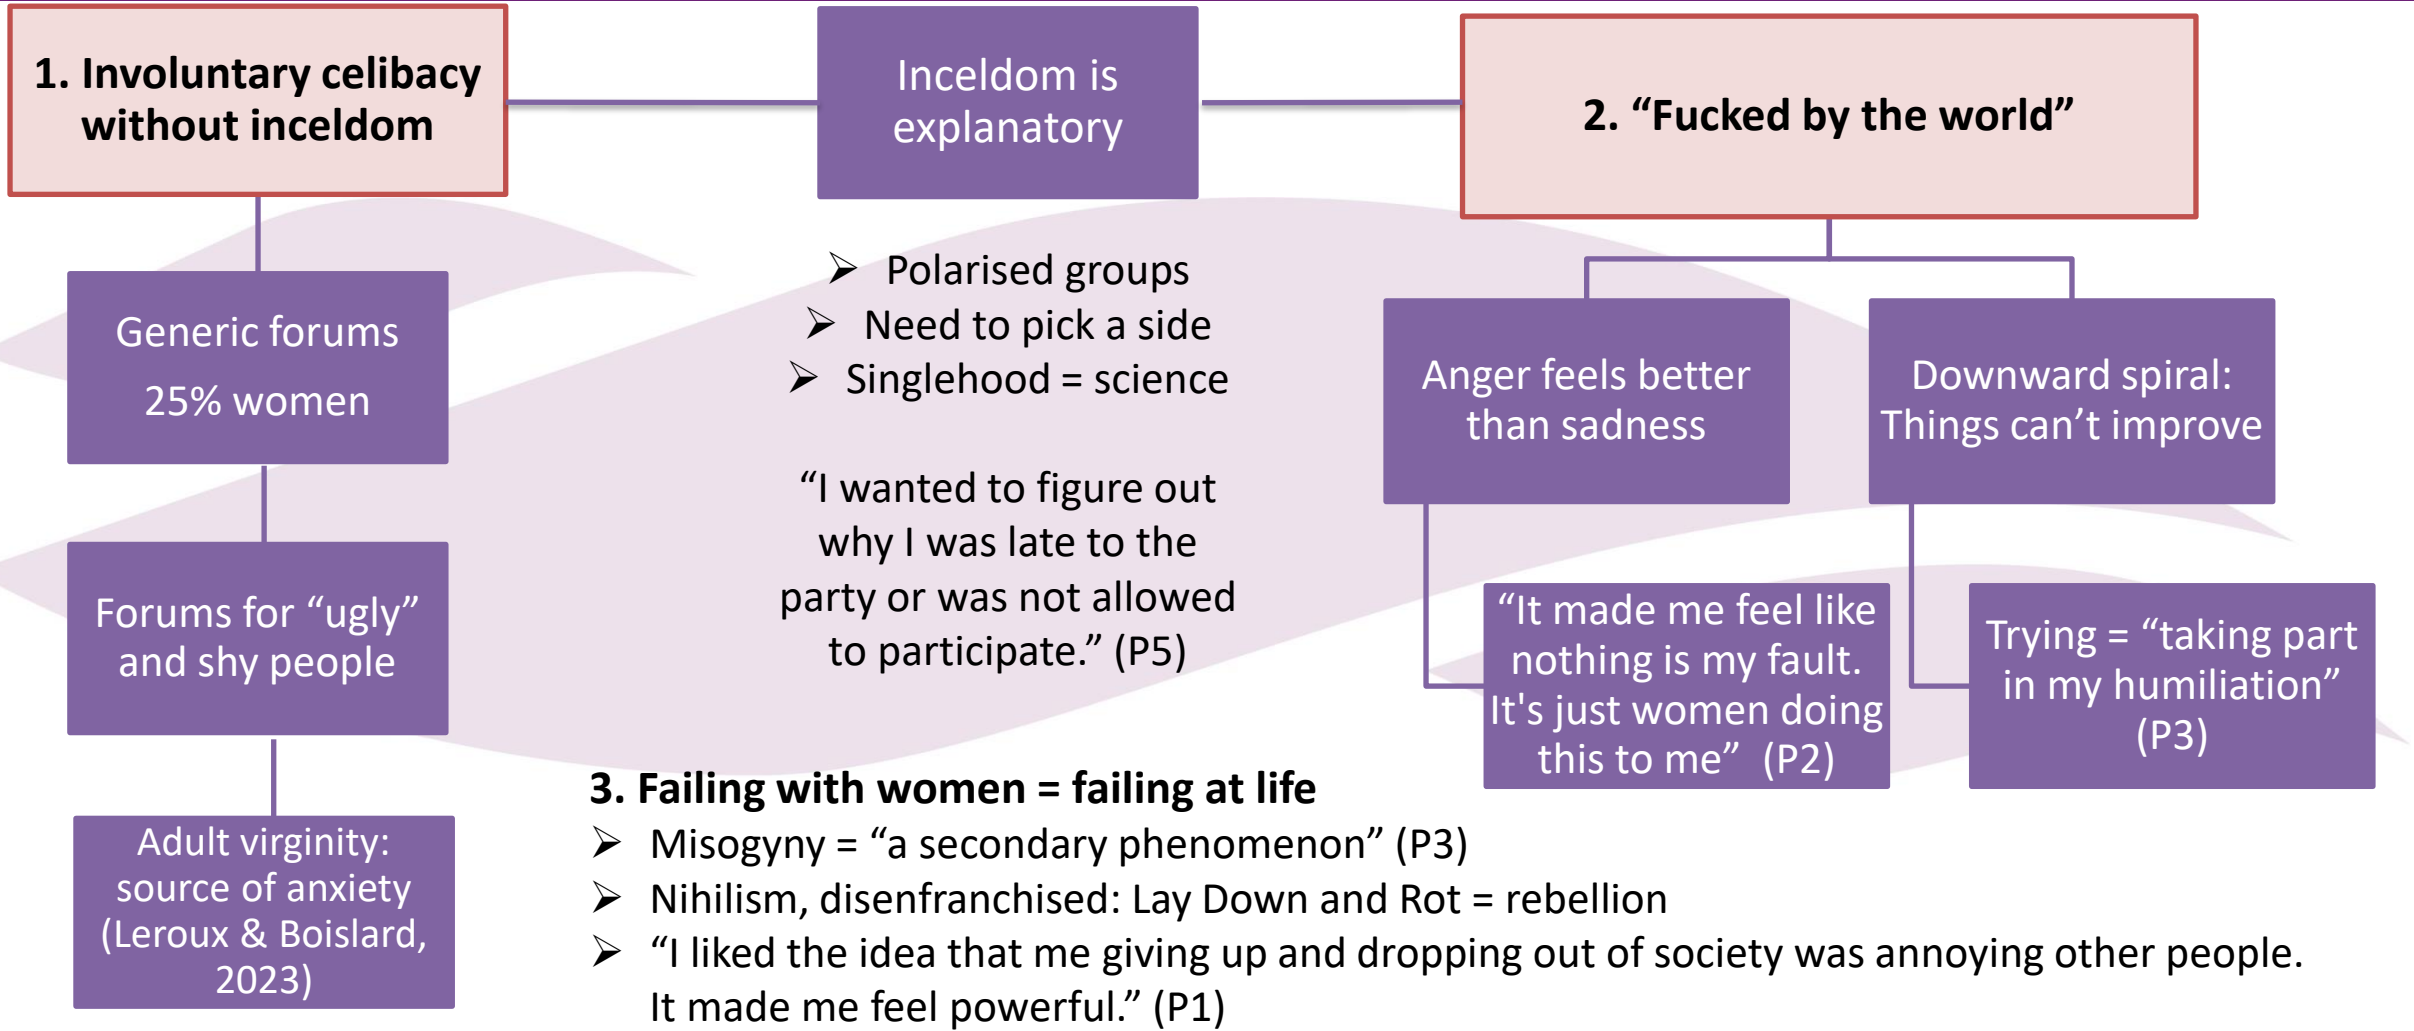 1. Involuntary celibacy
without inceldom
Generic forums
25% women
Forums for “ugly”
and shy people
Adult virginity:
source of anxiety
(Leroux & Boislard,
2023)
Inceldom is
explanatory
➢ Polarised groups
➢ Need to pick a side
➢ Singlehood = science
“I wanted to figure out
why I was late to the
party or was not allowed
to participate.” (P5)
2. “Fucked by the world”
Anger feels better
than sadness
“It made me feel like
nothing is my fault.
It's just women doing
this to me” (P2)
Downward spiral:
Things can’t improve
Trying = “taking part
in my humiliation”
(P3)
3. Failing with women = failing at life
➢ Misogyny = “a secondary phenomenon” (P3)
➢ Nihilism, disenfranchised: Lay Down and Rot = rebellion
➢ “I liked the idea that me giving up and dropping out of society was annoying other people.
It made me feel powerful.” (P1)